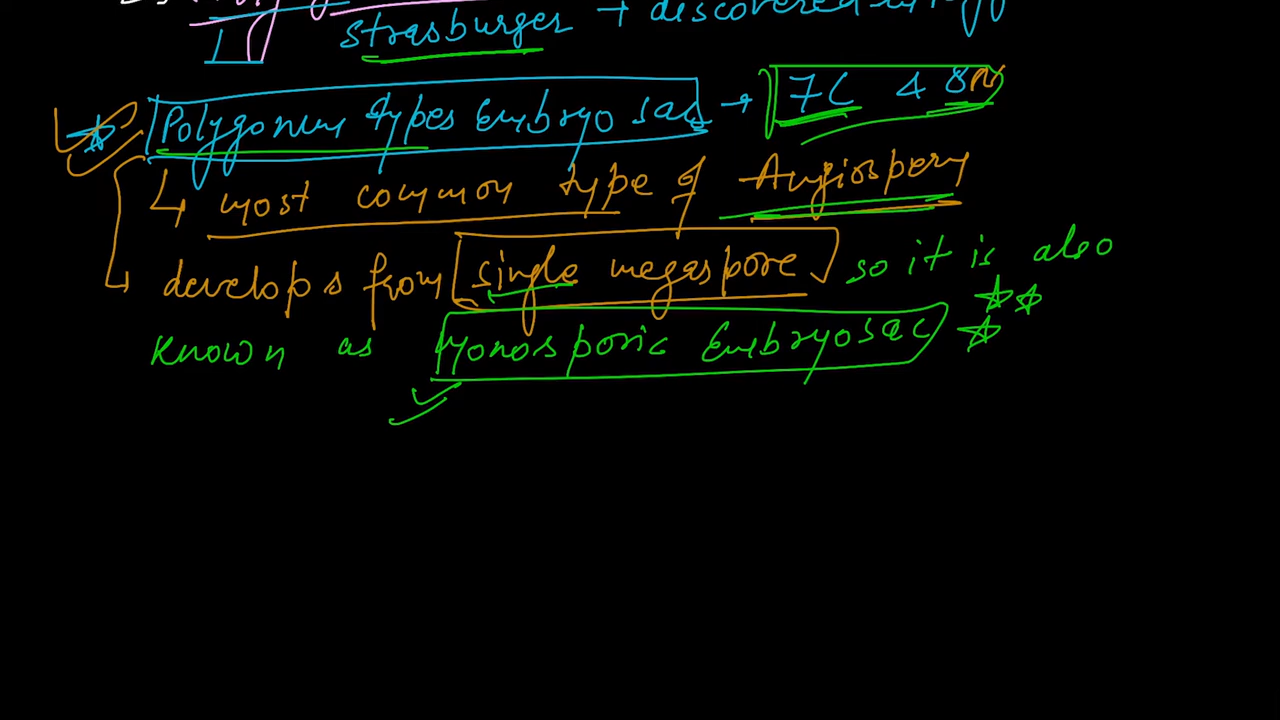 Strasburger → discovered
Polygonum types Embryo sac → 7C & 8N
↳ most common type of Angiosperm
↳ develops from single megaspore so it is also
known as Monosporic Embryosac